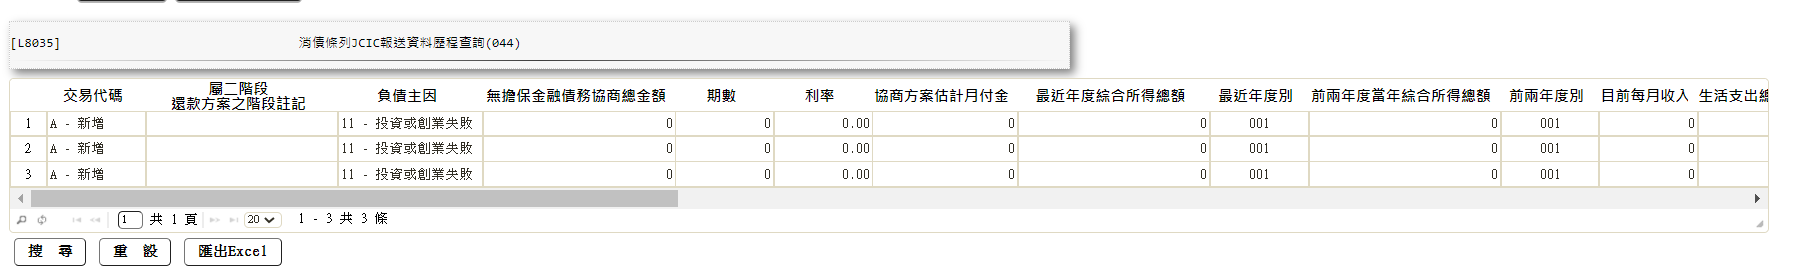 [L8035] 消債條列JCIC報送資料歷程查詢(044)
交易代碼 屬二階段 還款方案之階段註記 負債主因 無擔保金融債務協商總金額 期數 利率 協商方案估計月付金 最近年度綜合所得總額 最近年度別 前兩年度當年綜合所得總額 前兩年度別 目前每月收入 生活支出總
1 A - 新增 11 - 投資或創業失敗 0 0 0.00 0 0 001 0 001 0
2 A - 新增 11 - 投資或創業失敗 0 0 0.00 0 0 001 0 001 0
3 A - 新增 11 - 投資或創業失敗 0 0 0.00 0 0 001 0 001 0
1 共 1 頁 20 1 - 3 共 3 條
搜 尋 重 設 匯出Excel